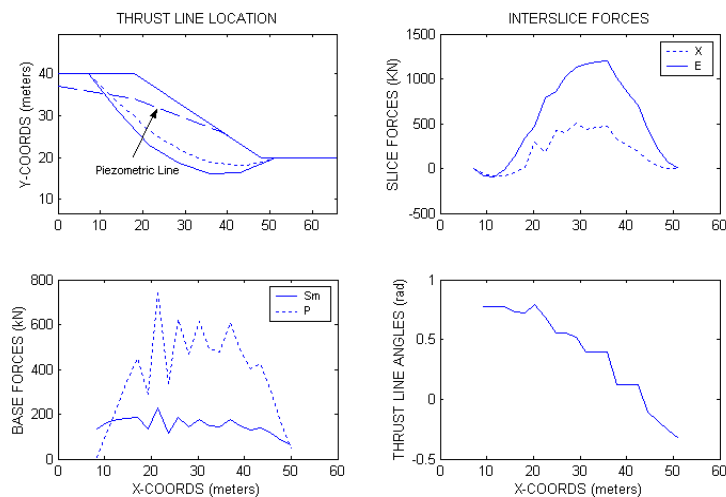 THRUST LINE LOCATION
Y-COORDS (meters)
40
30
20
10
Piezometric Line
0 10 20 30 40 50 60
INTERSLICE FORCES
SLICE FORCES (KN)
1500
1000
500
0
-500
X
E
0 10 20 30 40 50 60
BASE FORCES (kN)
800
600
400
200
0
Sm
P
0 10 20 30 40 50 60
X-COORDS (meters)
THRUST LINE ANGLES (rad)
1
0.5
0
-0.5
0 10 20 30 40 50 60
X-COORDS (meters)